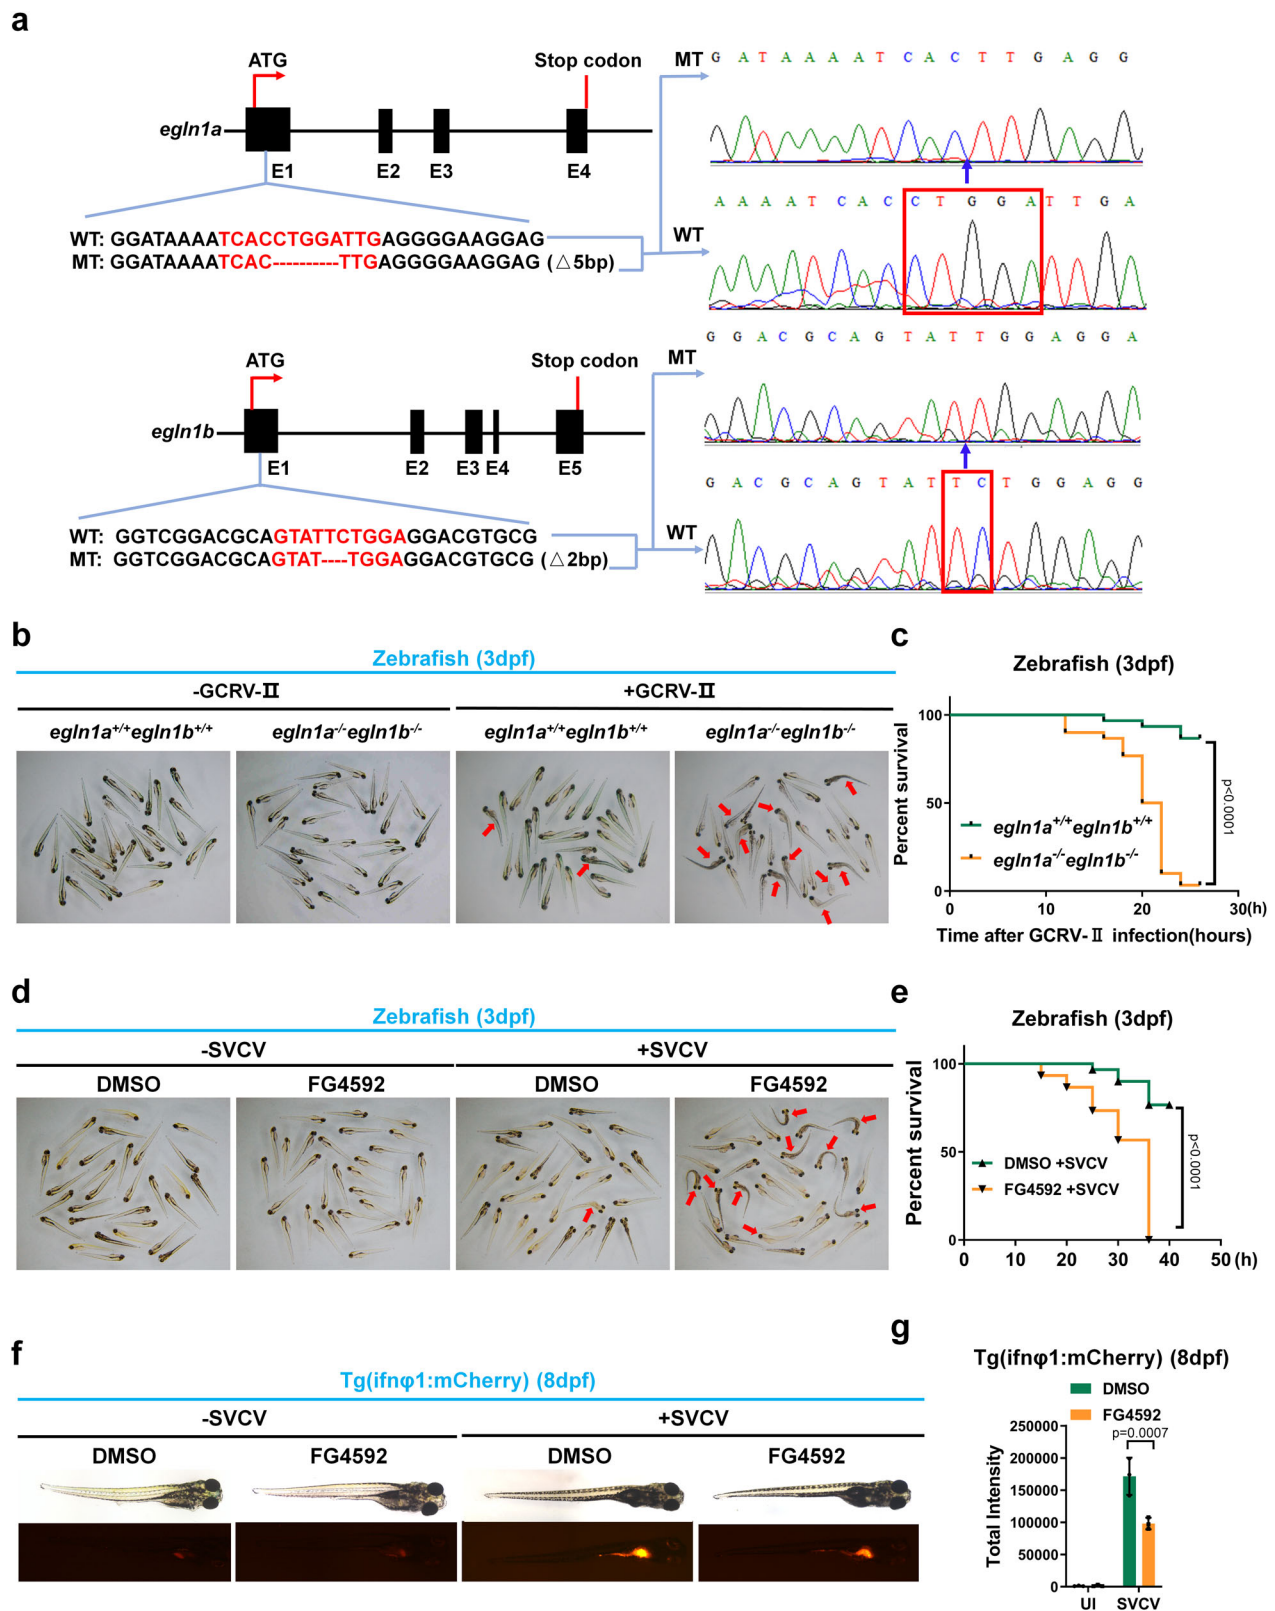 a
ATG
Stop codon
egln1a
E1 E2 E3 E4
WT: GGATAAAATCACCTGGATTGAGGGGAAGGAG
MT: GGATAAAATCAC----------TTGAGGGGAAGGAG (△5bp)
MT
G A T A A A A T C A C T T G A G G
WT
A A A A T C A C C T G G A T T G A
ATG
Stop codon
egln1b
E1 E2 E3 E4 E5
WT: GGTCGGACGCAGTATTCTGGAGGACGTGCG
MT: GGTCGGACGCAGTAT----TGGAGGACGTGCG (△2bp)
MT
G G A C G C A G T A T T G G A G G A
WT
G A C G C A G T A T T C T G G A G G
b
Zebrafish (3dpf)
-GCRV-Ⅱ +GCRV-Ⅱ
egln1a+/+egln1b+/+ egln1a-/-egln1b-/- egln1a+/+egln1b+/+ egln1a-/-egln1b-/-
c
Zebrafish (3dpf)
Percent survival
100
50
0
egln1a+/+egln1b+/+
egln1a-/-egln1b-/-
p<0.0001
0 10 20 30(h)
Time after GCRV-Ⅱ infection(hours)
d
Zebrafish (3dpf)
-SVCV +SVCV
DMSO FG4592 DMSO FG4592
e
Zebrafish (3dpf)
Percent survival
100
50
0
DMSO +SVCV
FG4592 +SVCV
p<0.0001
0 10 20 30 40 50 (h)
f
Tg(ifnφ1:mCherry) (8dpf)
-SVCV +SVCV
DMSO FG4592 DMSO FG4592
g
Tg(ifnφ1:mCherry) (8dpf)
DMSO
FG4592
p=0.0007
Total Intensity
250000
200000
150000
100000
50000
0
UI SVCV